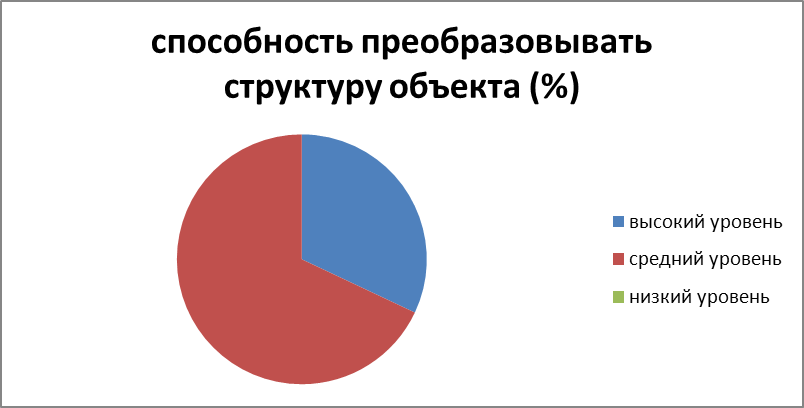 способность преобразовывать
структуру объекта (%)
высокий уровень
средний уровень
низкий уровень